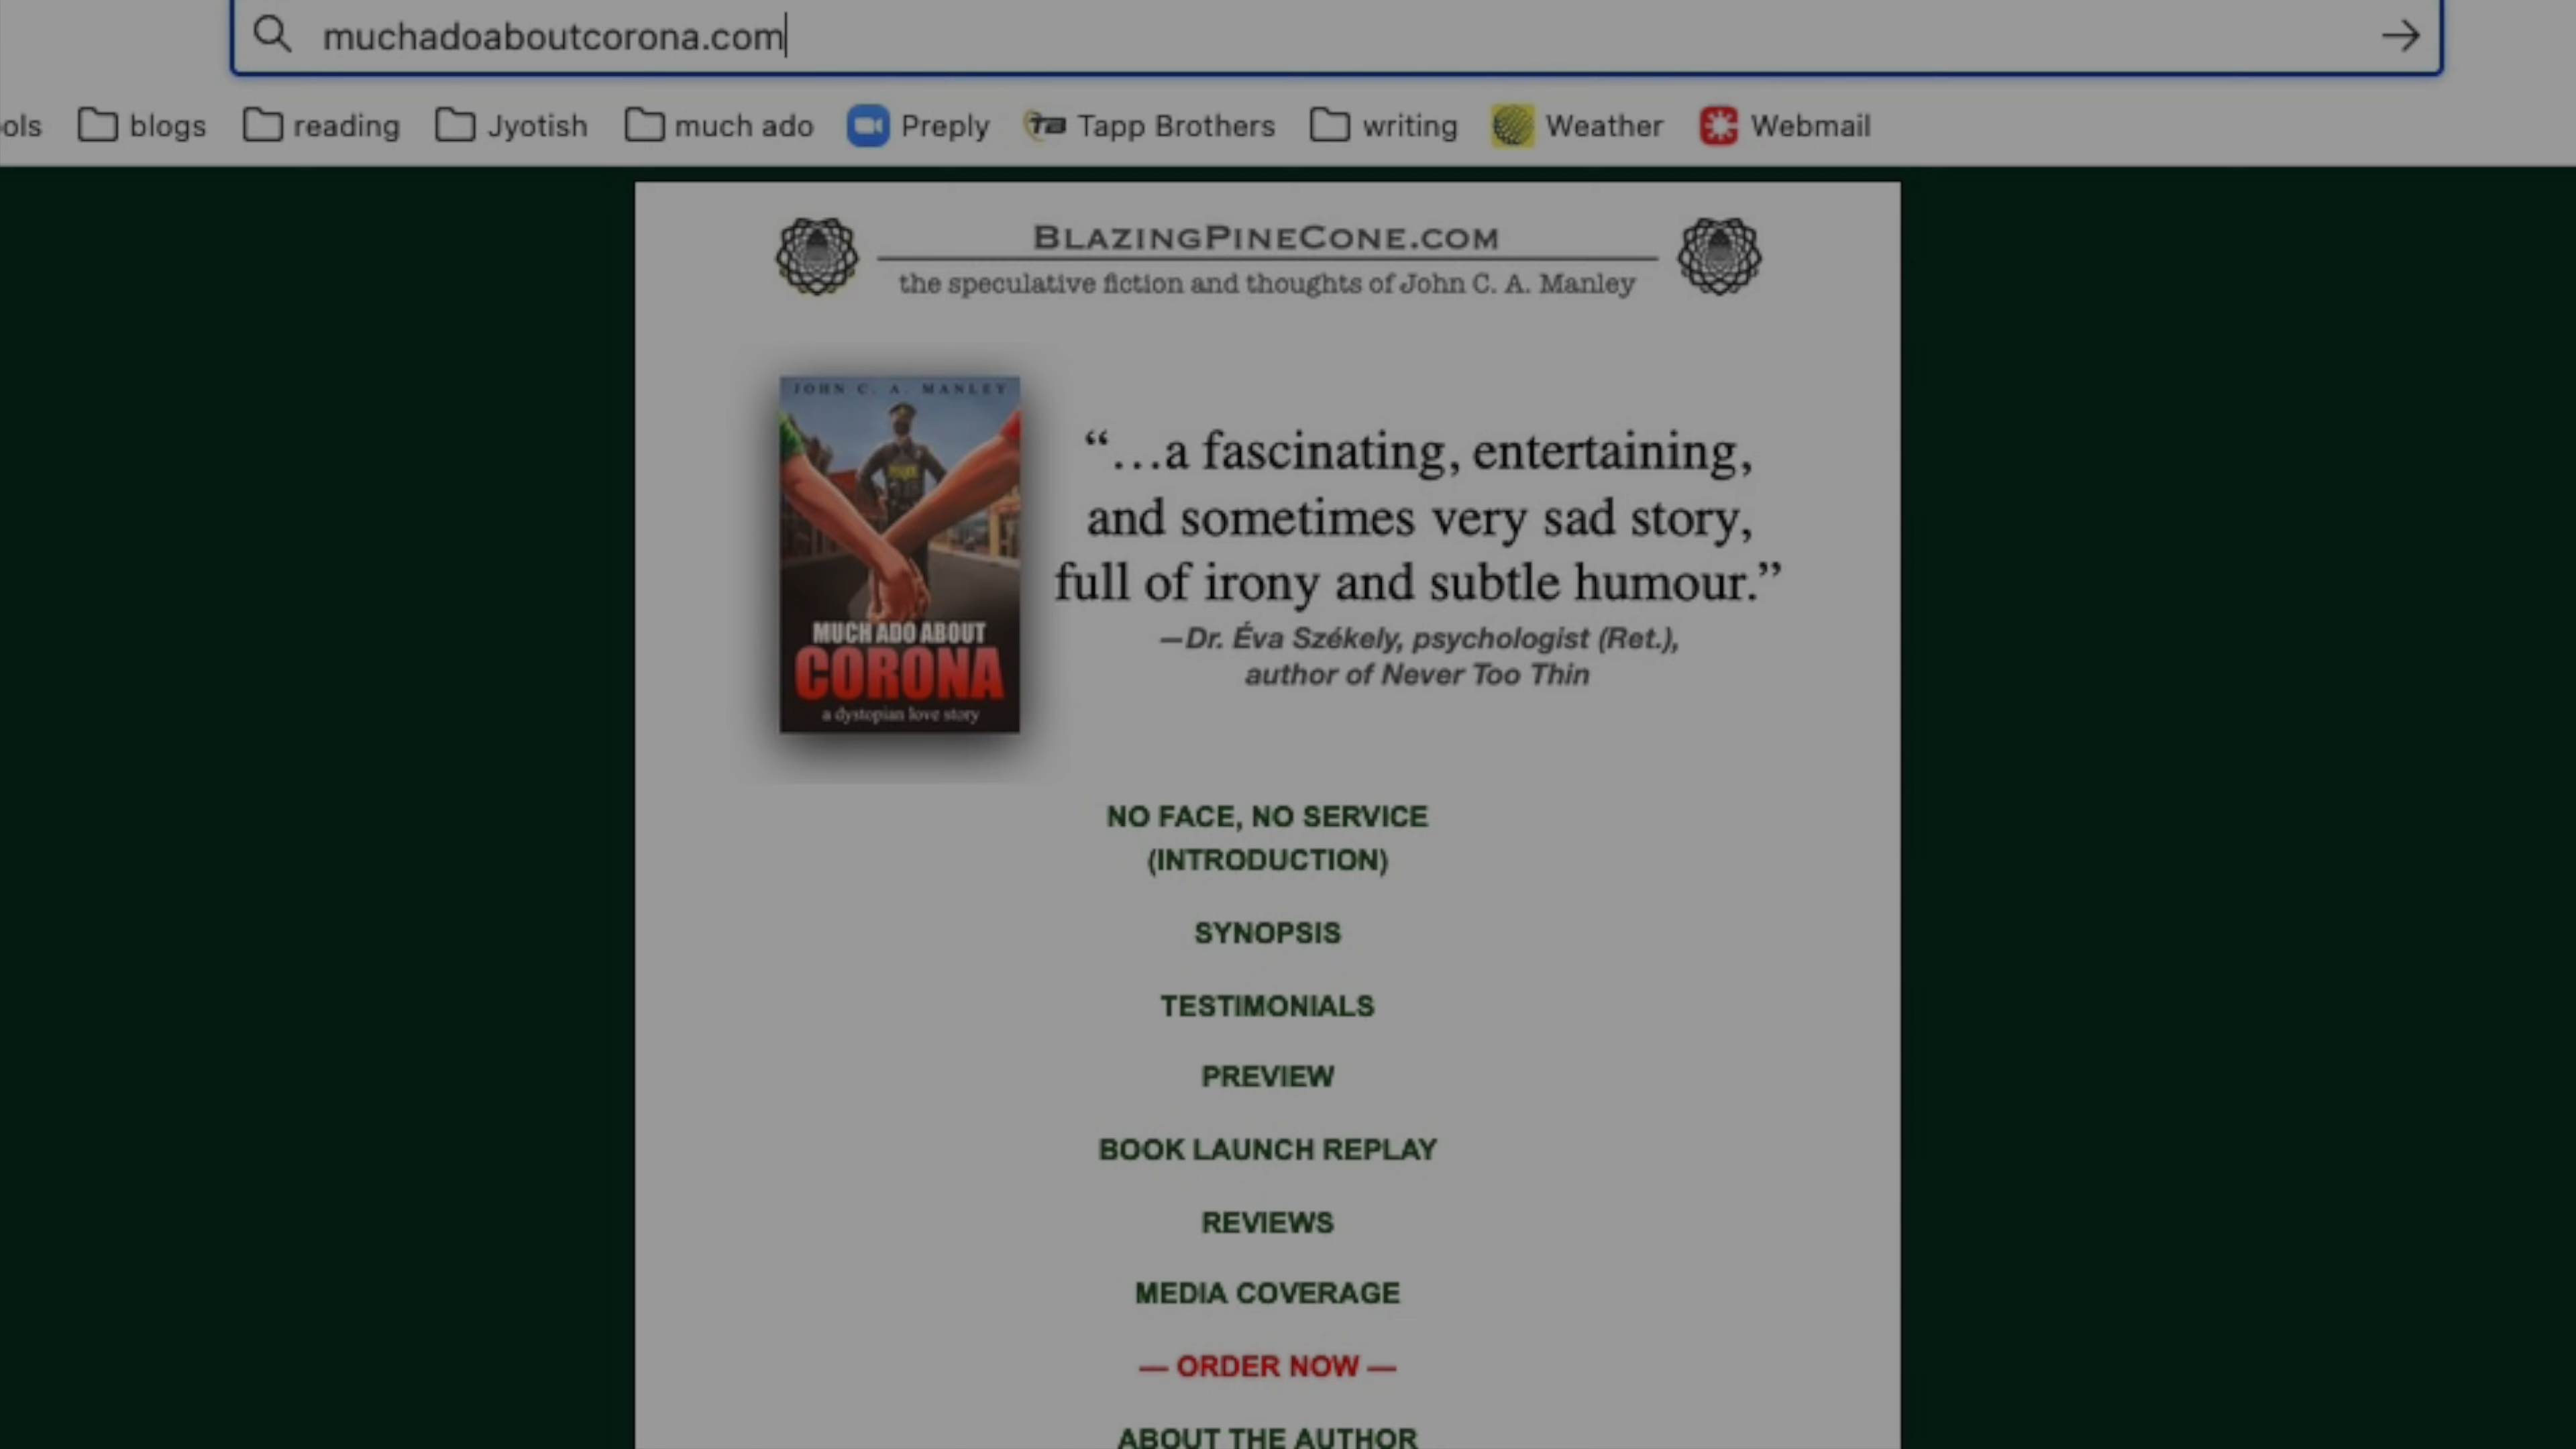 muchadoaboutcorona.com
ols blogs reading Jyotish much ado Preply TB Tapp Brothers writing Weather Webmail
BLAZINGPINECONE.COM
the speculative fiction and thoughts of John C. A. Manley
JOHN C. A. MANLEY
MUCH ADO ABOUT
CORONA
a dystopian love story
“…a fascinating, entertaining,
and sometimes very sad story,
full of irony and subtle humour.”
—Dr. Éva Székely, psychologist (Ret.),
author of Never Too Thin
NO FACE, NO SERVICE
(INTRODUCTION)
SYNOPSIS
TESTIMONIALS
PREVIEW
BOOK LAUNCH REPLAY
REVIEWS
MEDIA COVERAGE
— ORDER NOW —
ABOUT THE AUTHOR